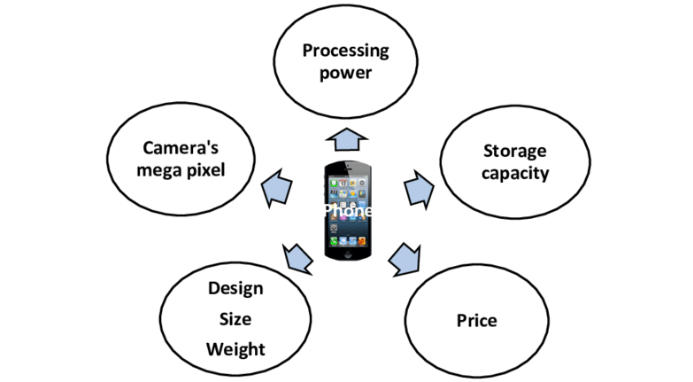 Processing
power
Camera's
mega pixel
Storage
capacity
Phone
Design
Size
Weight
Price